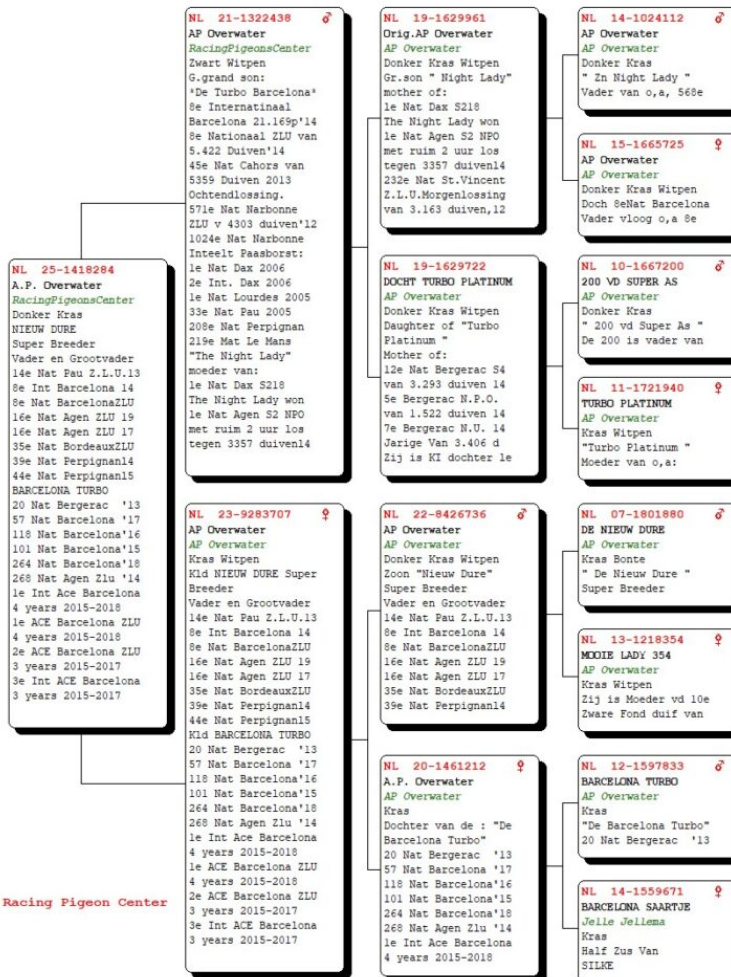 NL 25-1418284
A.P. Overwater
RacingPigeonsCenter
Donker Kras
NIEUW DURE
Super Breeder
Vader en Grootvader
14e Nat Pau Z.L.U.13
8e Int Barcelona 14
8e Nat BarcelonaZLU
16e Nat Agen ZLU 19
16e Nat Agen ZLU 17
35e Nat BordeauxZLU
39e Nat Perpignan14
44e Nat Perpignan15
BARCELONA TURBO
20 Nat Bergerac '13
57 Nat Barcelona '17
118 Nat Barcelona'16
101 Nat Barcelona'15
264 Nat Barcelona'18
268 Nat Agen Zlu '14
1e Int Ace Barcelona
4 years 2015-2018
1e ACE Barcelona ZLU
4 years 2015-2018
2e ACE Barcelona ZLU
3 years 2015-2017
3e Int ACE Barcelona
3 years 2015-2017
Racing Pigeon Center
NL 21-1322438 ♂
AP Overwater
RacingPigeonsCenter
Zwart Witpen
G.grand son:
"De Turbo Barcelona"
8e Internatinaal
Barcelona 21.169p'14
8e Nationaal ZLU van
5.422 Duiven'14
45e Nat Cahors van
5359 Duiven 2013
Ochtendlossing.
571e Nat Narbonne
ZLU v 4303 duiven'12
1024e Nat Narbonne
Inteelt Paasborst:
1e Nat Dax 2006
2e Int. Dax 2006
1e Nat Lourdes 2005
33e Nat Pau 2005
208e Nat Perpignan
219e Mat Le Mans
"The Night Lady"
moeder van:
1e Nat Dax S218
The Night Lady won
1e Nat Agen S2 NPO
met ruim 2 uur los
tegen 3357 duiven14
NL 23-9283707 ♀
AP Overwater
AP Overwater
Kras Witpen
Kld NIEUW DURE Super
Breeder
Vader en Grootvader
14e Nat Pau Z.L.U.13
8e Int Barcelona 14
8e Nat BarcelonaZLU
16e Nat Agen ZLU 19
16e Nat Agen ZLU 17
35e Nat BordeauxZLU
39e Nat Perpignan14
44e Nat Perpignan15
Kld BARCELONA TURBO
20 Nat Bergerac '13
57 Nat Barcelona '17
118 Nat Barcelona'16
101 Nat Barcelona'15
264 Nat Barcelona'18
268 Nat Agen Zlu '14
1e Int Ace Barcelona
4 years 2015-2018
1e ACE Barcelona ZLU
4 years 2015-2018
2e ACE Barcelona ZLU
3 years 2015-2017
3e Int ACE Barcelona
3 years 2015-2017
NL 19-1629961
Orig.AP Overwater
AP Overwater
Donker Kras Witpen
Gr.son " Night Lady"
mother of:
1e Nat Dax S218
The Night Lady won
1e Nat Agen S2 NPO
met ruim 2 uur los
tegen 3357 duiven14
232e Nat St.Vincent
Z.L.U.Morgenlossing
van 3.163 duiven,12
NL 19-1629722
DOCHT TURBO PLATINUM
AP Overwater
Donker Kras Witpen
Daughter of "Turbo
Platinum "
Mother of:
12e Nat Bergerac S4
van 3.293 duiven 14
5e Bergerac N.P.O.
van 1.522 duiven 14
7e Bergerac N.U. 14
Jarige Van 3.406 d
Zij is KI dochter le
NL 22-8426736 ♂
AP Overwater
AP Overwater
Donker Kras Witpen
Zoon "Nieuw Dure"
Super Breeder
Vader en Grootvader
14e Nat Pau Z.L.U.13
8e Int Barcelona 14
8e Nat BarcelonaZLU
16e Nat Agen ZLU 19
16e Nat Agen ZLU 17
35e Nat BordeauxZLU
39e Nat Perpignan14
NL 20-1461212 ♀
A.P. Overwater
AP Overwater
Kras
Dochter van de : "De
Barcelona Turbo"
20 Nat Bergerac '13
57 Nat Barcelona '17
118 Nat Barcelona'16
101 Nat Barcelona'15
264 Nat Barcelona'18
268 Nat Agen Zlu '14
1e Int Ace Barcelona
4 years 2015-2018
NL 14-1024112 ♂
AP Overwater
AP Overwater
Donker Kras
" Zn Night Lady "
Vader van o,a, 568e
NL 15-1665725 ♀
AP Overwater
AP Overwater
Donker Kras Witpen
Doch 8eNat Barcelona
Vader vloog o,a 8e
NL 10-1667200 ♂
200 VD SUPER AS
AP Overwater
Donker Kras
" 200 vd Super As "
De 200 is vader van
NL 11-1721940 ♀
TURBO PLATINUM
AP Overwater
Kras Witpen
"Turbo Platinum "
Moeder van o,a:
NL 07-1801880 ♂
DE NIEUW DURE
AP Overwater
Kras Bonte
" De Nieuw Dure "
Super Breeder
NL 13-1218354 ♀
MOOIE LADY 354
AP Overwater
Kras Witpen
Zij is Moeder vd 10e
Zware Fond duif van
NL 12-1597833 ♂
BARCELONA TURBO
AP Overwater
Kras
"De Barcelona Turbo"
20 Nat Bergerac '13
NL 14-1559671 ♀
BARCELONA SAARTJE
Jelle Jellema
Kras
Half Zus Van
SILKE